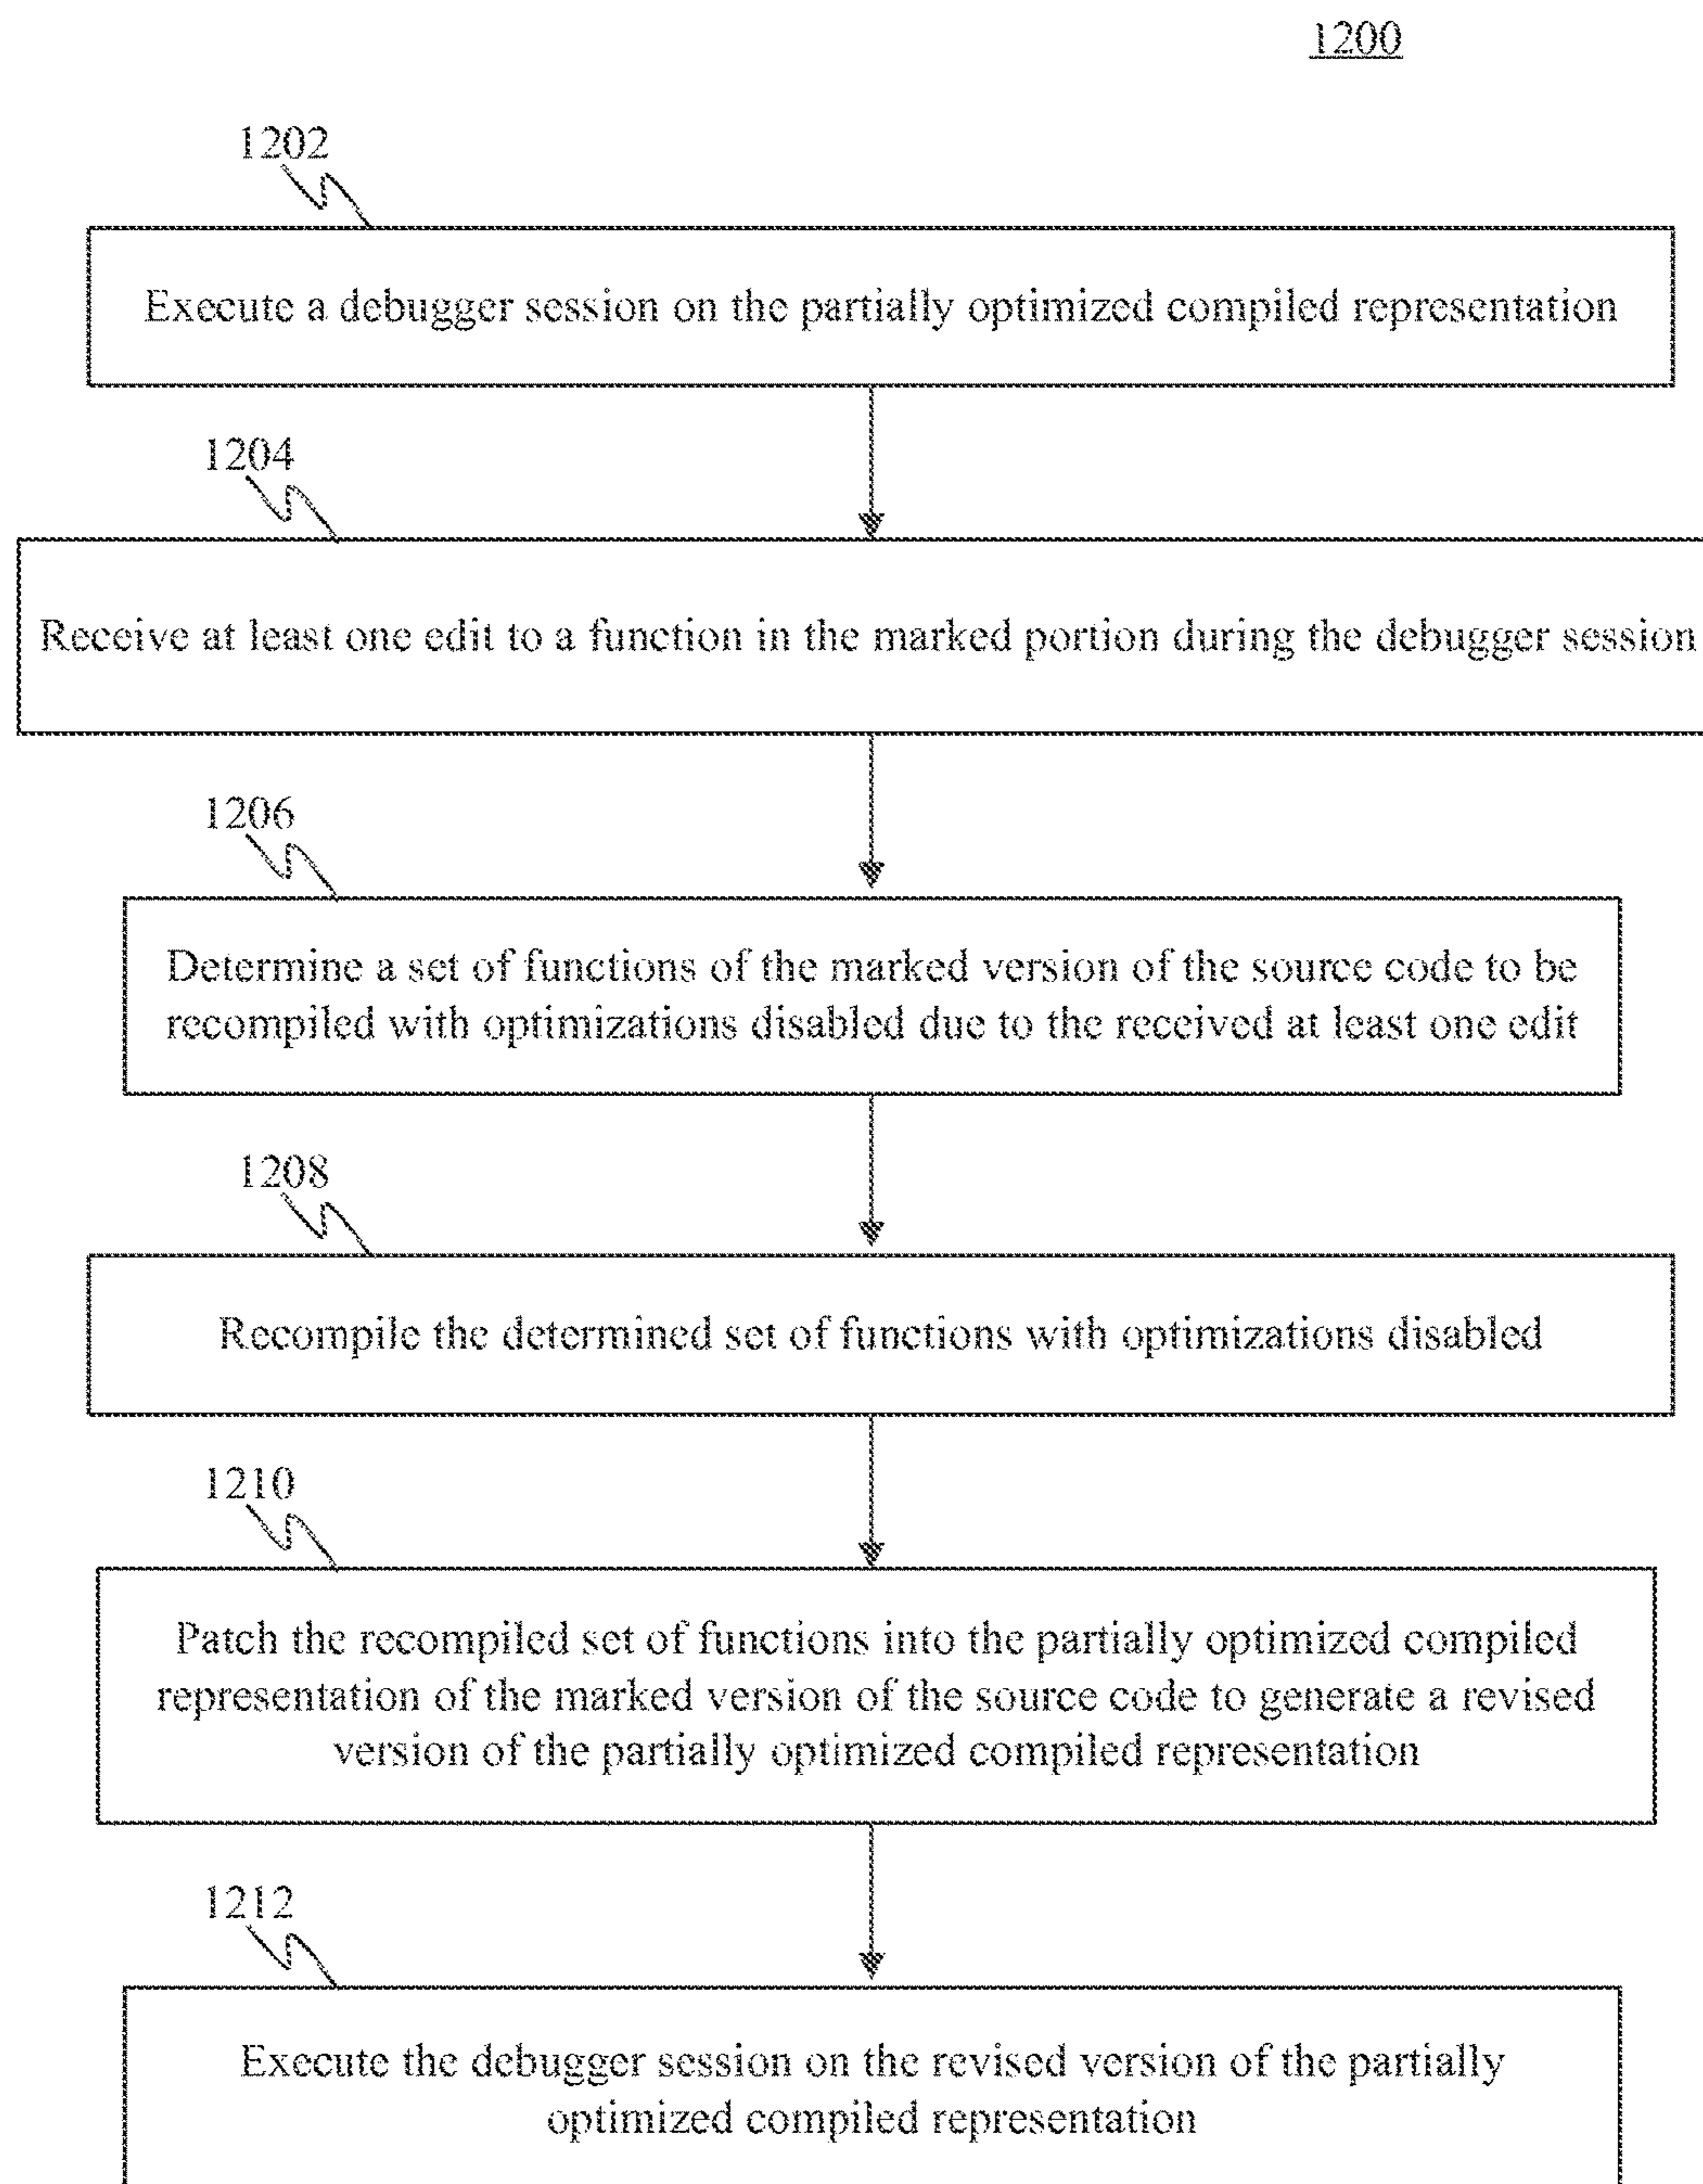 1200
1202
Execute a debugger session on the partially optimized compiled representation
1204
Receive at least one edit to a function in the marked portion during the debugger session
1206
Determine a set of functions of the marked version of the source code to be
recompiled with optimizations disabled due to the received at least one edit
1208
Recompile the determined set of functions with optimizations disabled
1210
Patch the recompiled set of functions into the partially optimized compiled
representation of the marked version of the source code to generate a revised
version of the partially optimized compiled representation
1212
Execute the debugger session on the revised version of the partially
optimized compiled representation